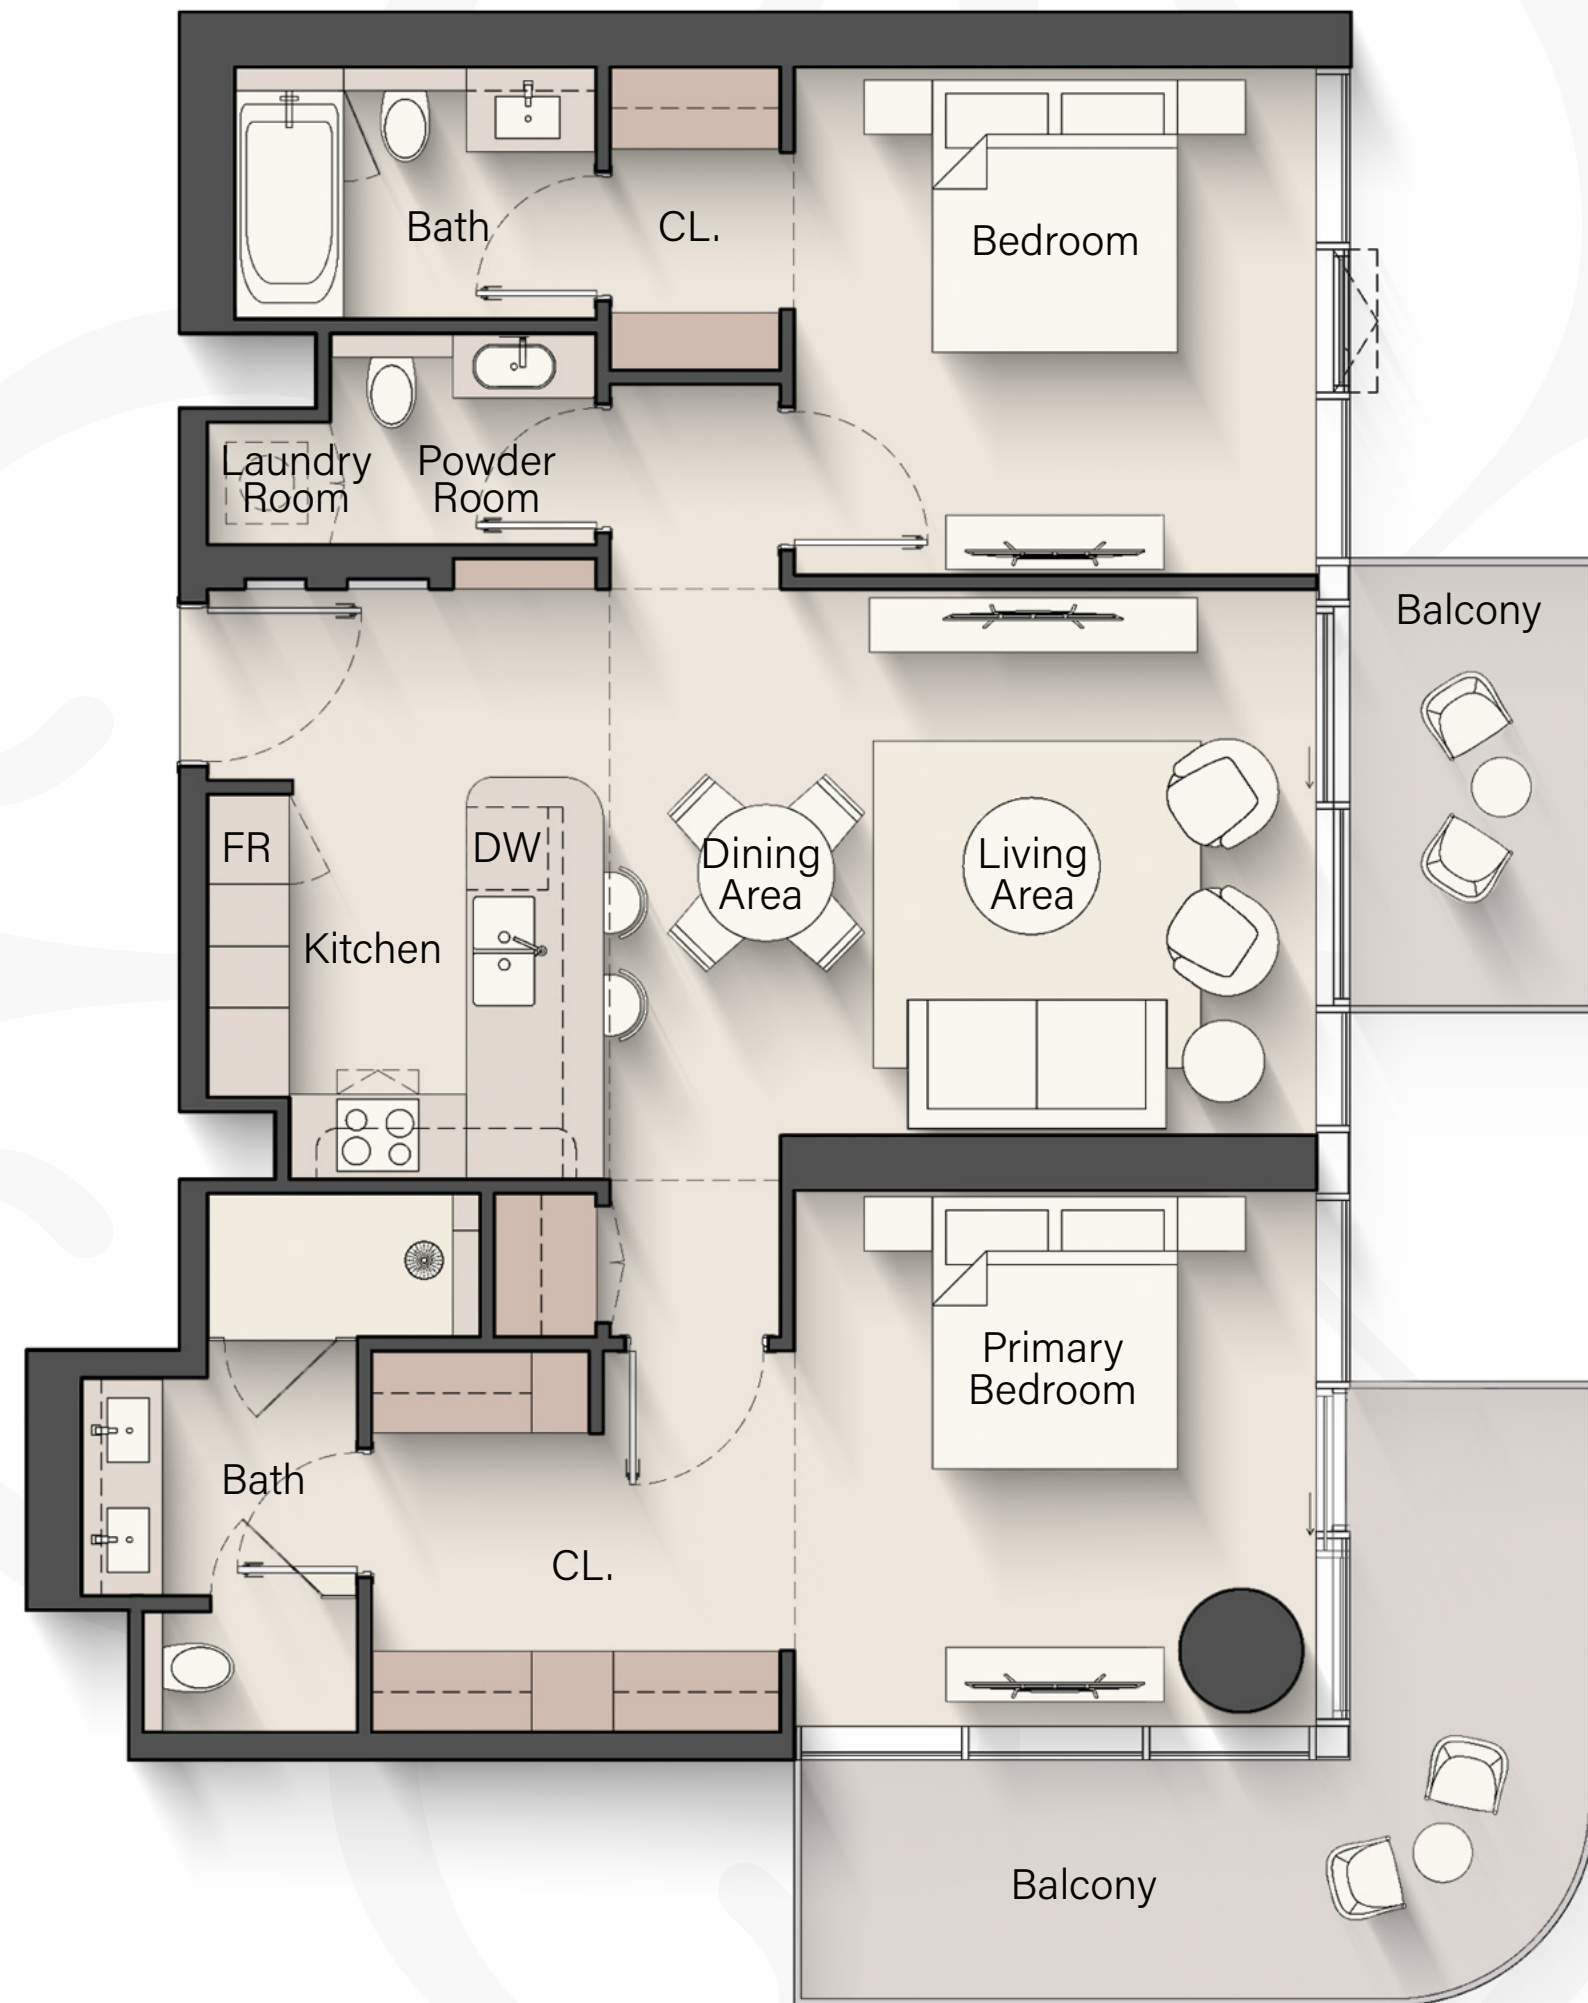 Bath
CL.
Bedroom
Laundry
Room
Powder
Room
Balcony
FR
DW
Kitchen
Dining
Area
Living
Area
Primary
Bedroom
Bath
CL.
Balcony